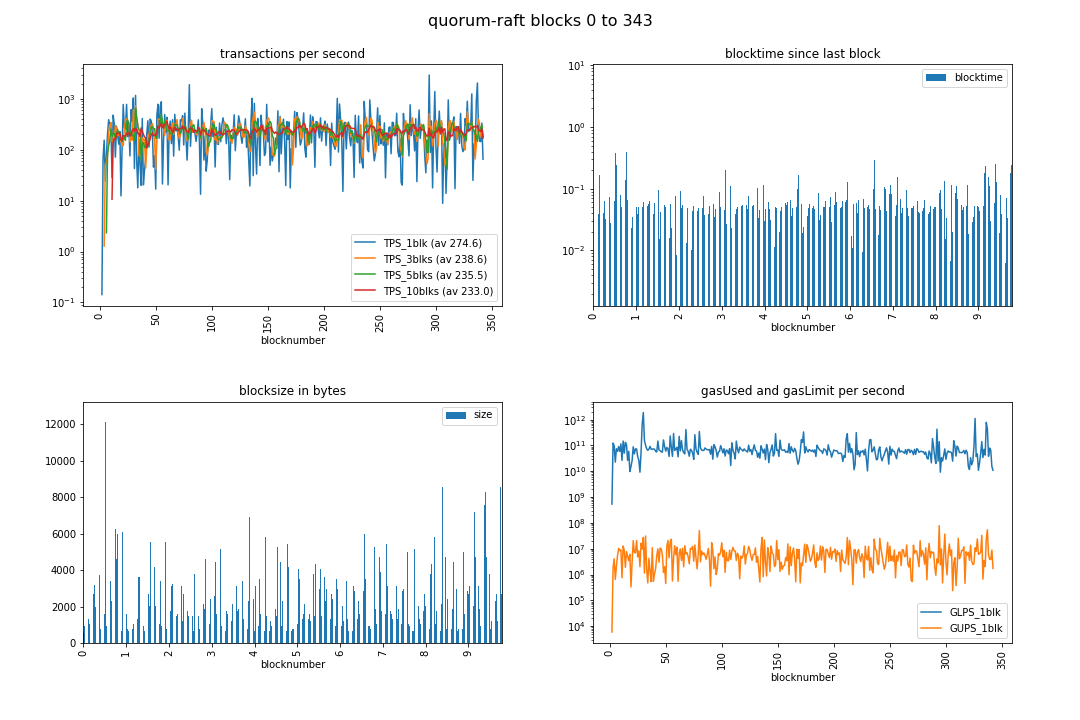 quorum-raft blocks 0 to 343
transactions per second
10³
10²
10¹
10⁰
10⁻¹
TPS_1blk (av 274.6)
TPS_3blks (av 238.6)
TPS_5blks (av 235.5)
TPS_10blks (av 233.0)
0 50 100 150 200 250 300 350
blocknumber
blocktime since last block
10¹
10⁰
10⁻¹
10⁻²
blocktime
0 1 2 3 4 5 6 7 8 9
blocknumber
blocksize in bytes
12000
10000
8000
6000
4000
2000
0
size
0 1 2 3 4 5 6 7 8 9
blocknumber
gasUsed and gasLimit per second
10¹²
10¹¹
10¹⁰
10⁹
10⁸
10⁷
10⁶
10⁵
10⁴
GLPS_1blk
GUPS_1blk
0 50 100 150 200 250 300 350
blocknumber